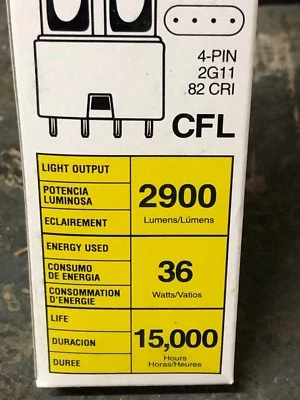 4-PIN
2G11
82 CRI
CFL
LIGHT OUTPUT
POTENCIA
LUMINOSA
ECLAIREMENT
2900
Lumens/Lúmens
ENERGY USED
CONSUMO
DE ENERGIA
CONSOMMATION
D'ENERGIE
36
Watts/Vatios
LIFE
DURACION
DUREE
15,000
Hours
Horas/Heures